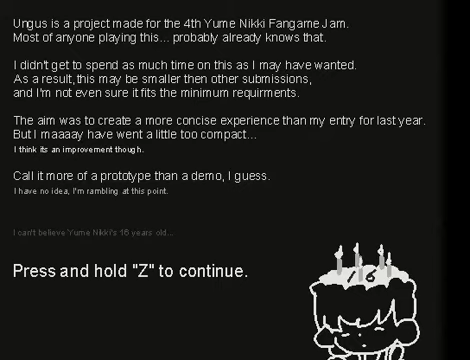 Ungus is a project made for the 4th Yume Nikki Fangame Jam.
Most of anyone playing this... probably already knows that.
I didn't get to spend as much time on this as I may have wanted.
As a result,this may be smaller then other submissions,
and I'm not even sure it fits the minimum requirments.
The aim was to create a more concise experience than my entry for last year.
But I maaaay have went a little too compact...
I think its an improvement though.
Call it more of a prototype than a demo, I guess.
I have no idea, I'm rambling at this point.
I can't believe Yume Nikki's 16 years old...
Press and hold "Z" to continue.
16